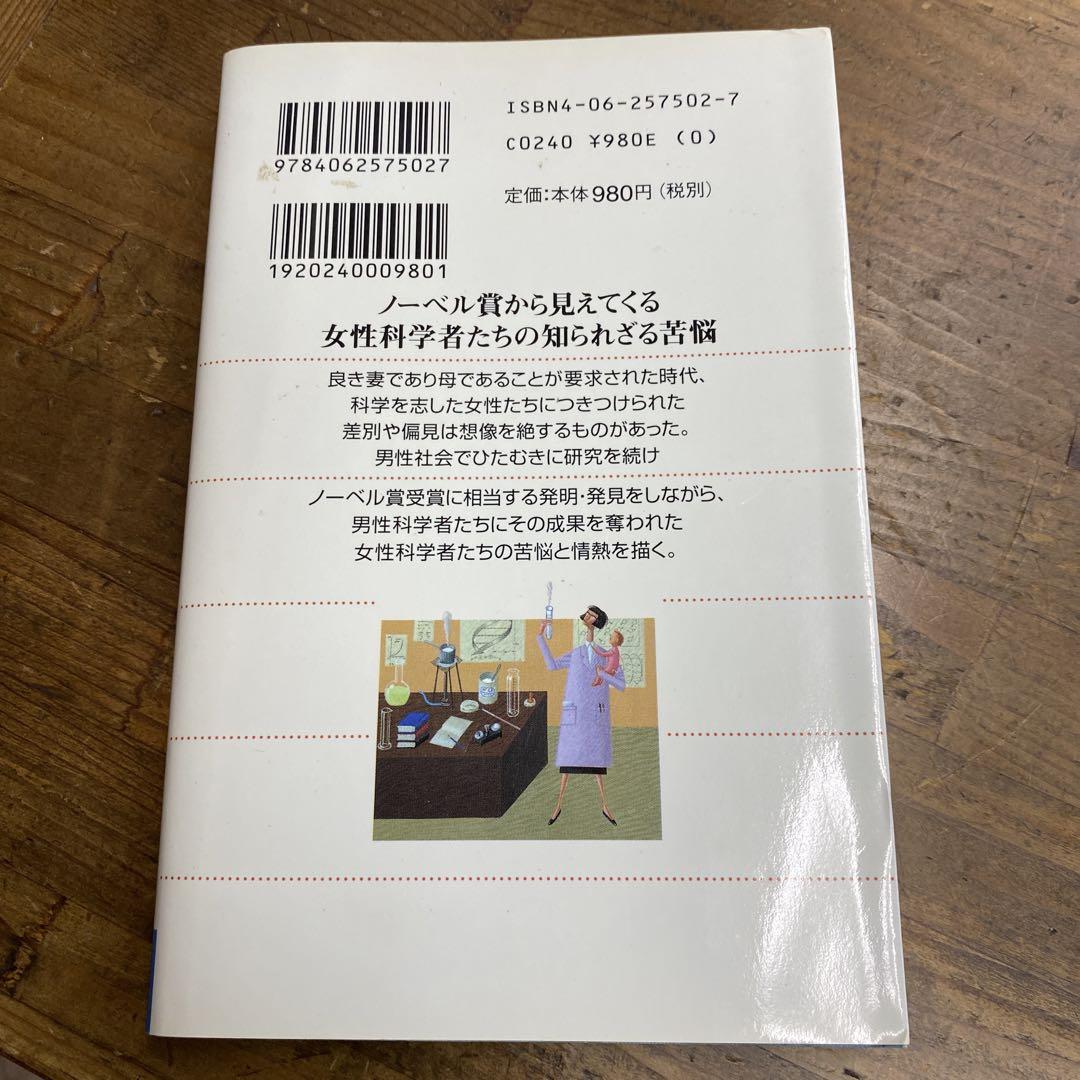 ISBN4-06-257502-7
9784062575027
C0240 ¥980E (0)
定価:本体980円(税別)
1920240009801
ノーベル賞から見えてくる
女性科学者たちの知られざる苦悩
良き妻であり母であることが要求された時代、
科学を志した女性たちにつきつけられた
差別や偏見は想像を絶するものがあった。
男性社会でひたむきに研究を続け
ノーベル賞受賞に相当する発明・発見をしながら、
男性科学者たちにその成果を奪われた
女性科学者たちの苦悩と情熱を描く。